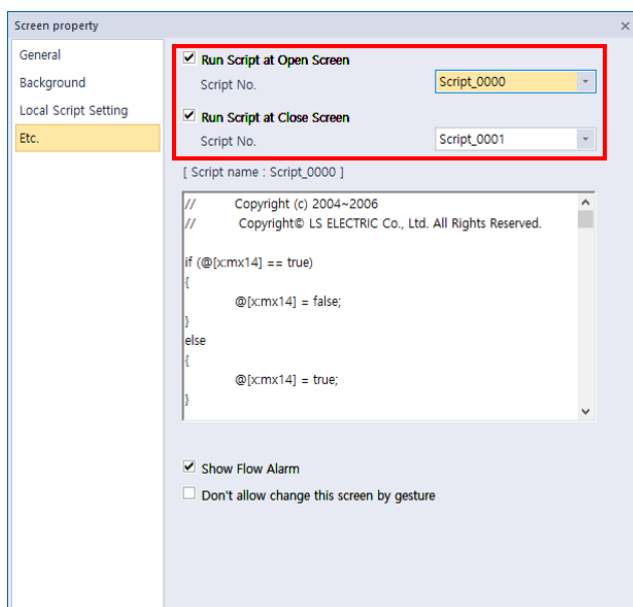 Screen property
General
Background
Local Script Setting
Etc.
Run Script at Open Screen
Script No. Script_0000
Run Script at Close Screen
Script No. Script_0001
[ Script name : Script_0000 ]
// Copyright (c) 2004~2006
// Copyright© LS ELECTRIC Co., Ltd. All Rights Reserved.
if (@[x:mx14] == true)
{
@[x:mx14] = false;
}
else
{
@[x:mx14] = true;
}
Show Flow Alarm
Don't allow change this screen by gesture